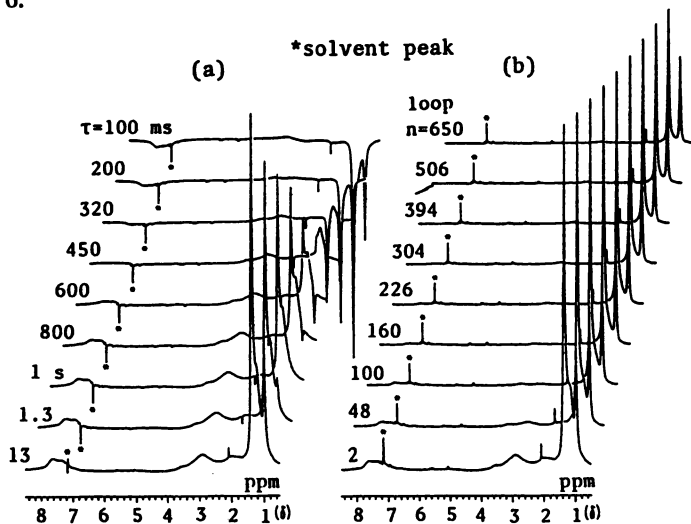 6.
*solvent peak
(a)
(b)
τ=100 ms
200
320
450
600
800
1 s
1.3
13
loop
n=650
506
394
304
226
160
100
48
2
ppm
8 7 6 5 4 3 2 1(δ)
ppm
8 7 6 5 4 3 2 1(δ)